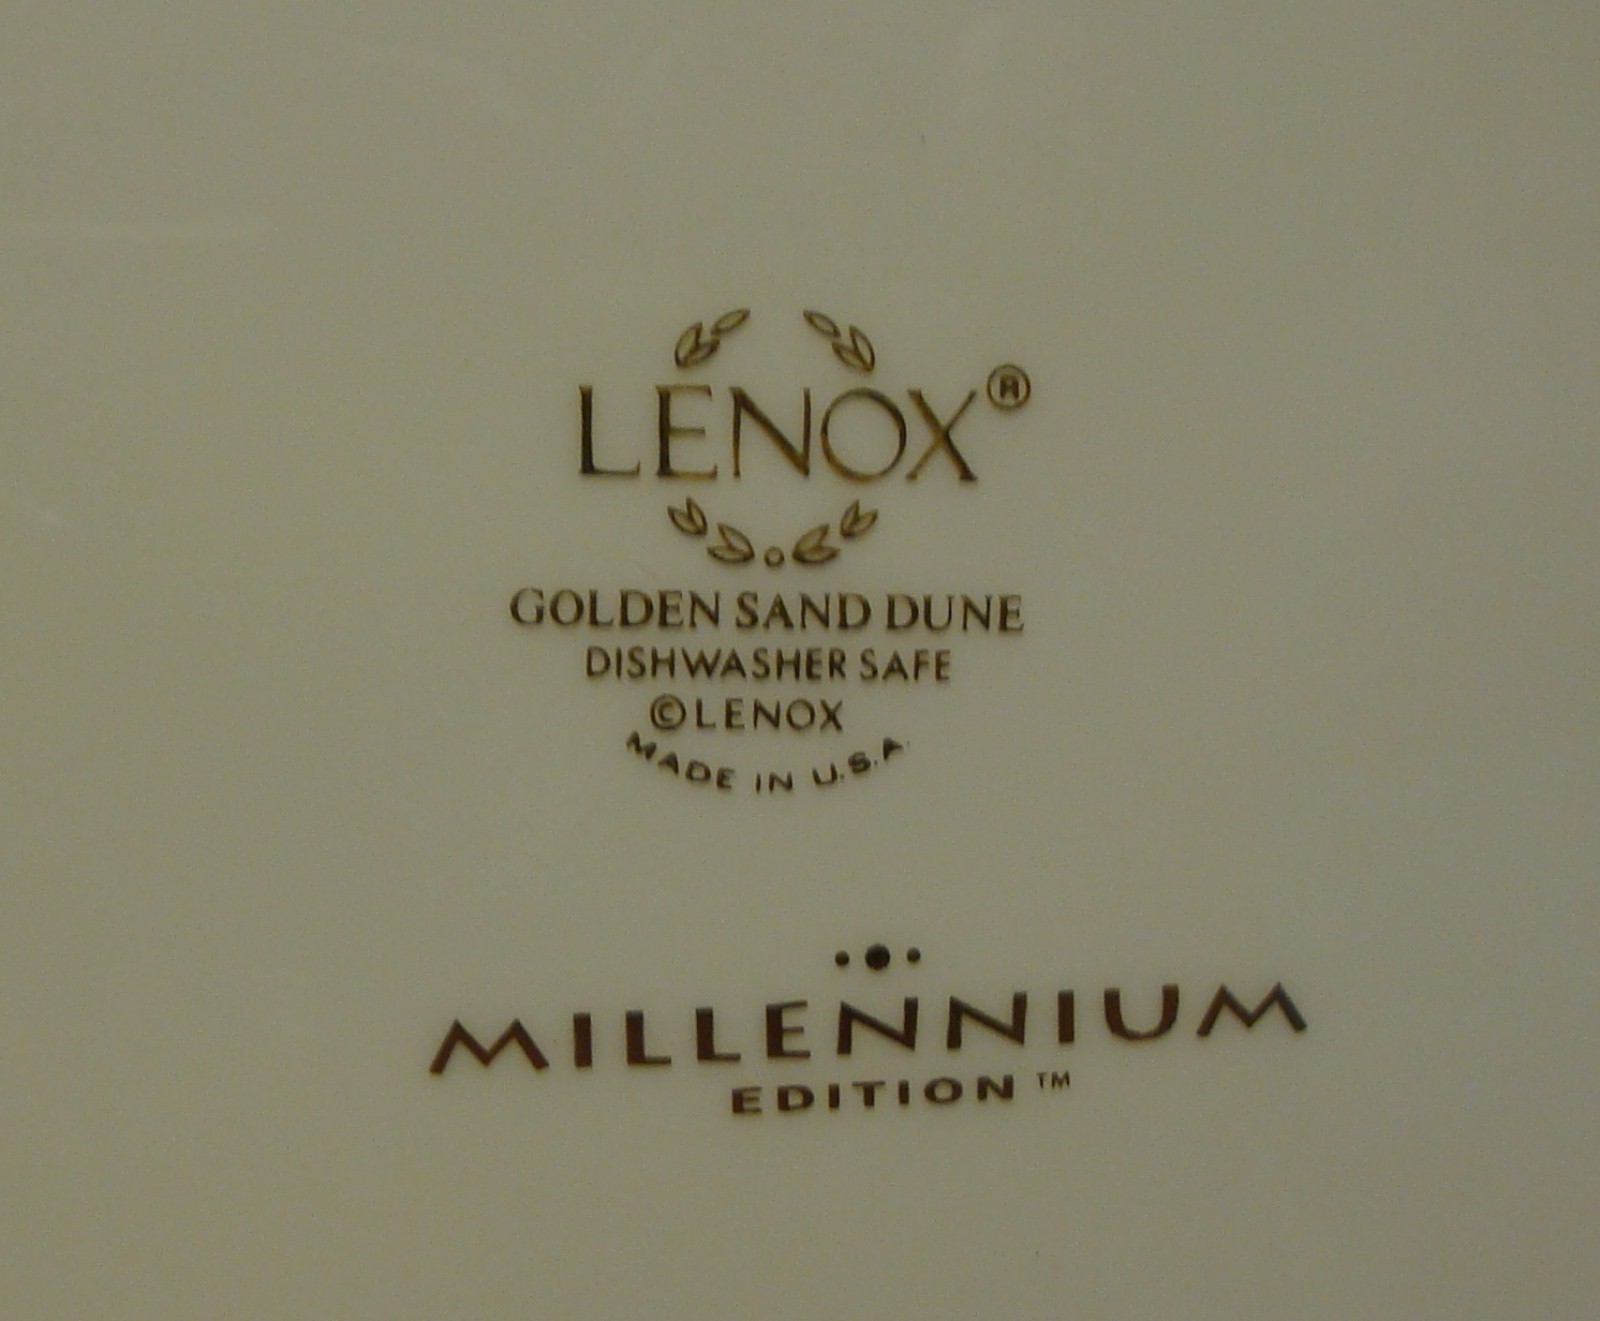 LENOX®
GOLDEN SAND DUNE
DISHWASHER SAFE
©LENOX
MADE IN U.S.A.
MILLENNIUM
EDITION™